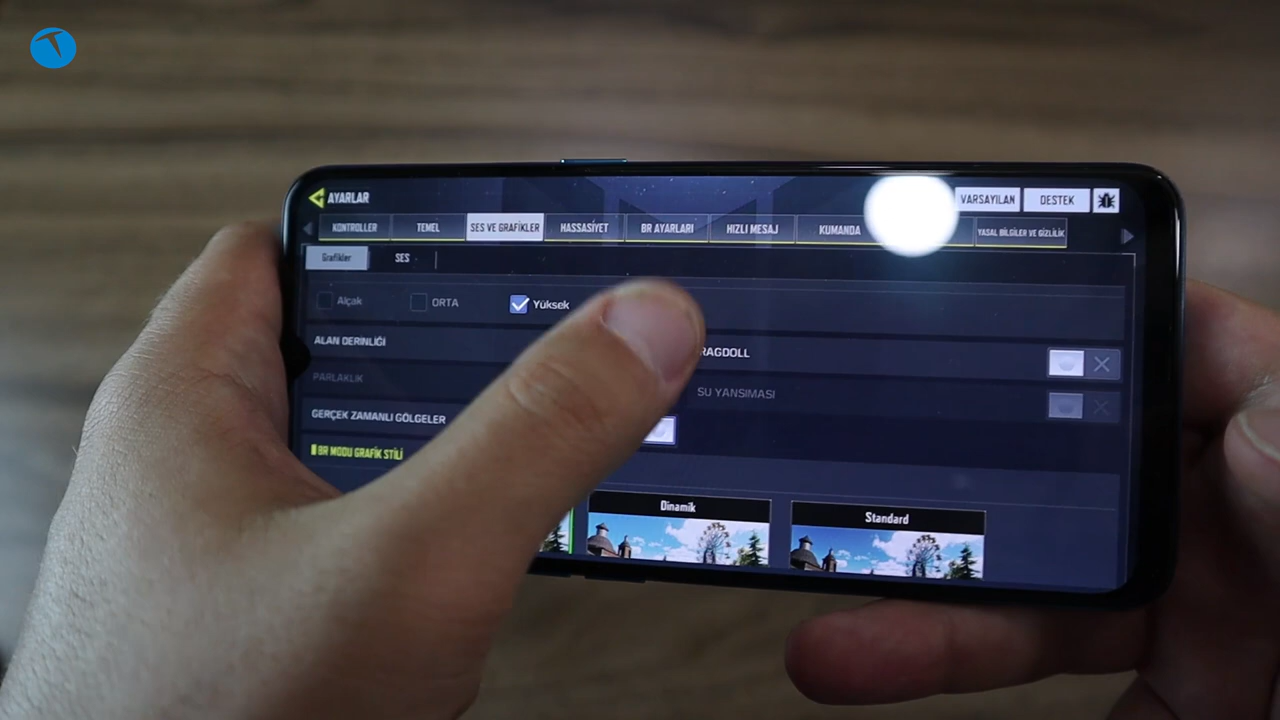 AYARLAR
VARSAYILAN
DESTEK
KONTROLLER
TEMEL
SES VE GRAFİKLER
HASSASİYET
BR AYARLARI
HIZLI MESAJ
KUMANDA
YASAL BİLGİLER VE GİZLİLİK
Grafikler
SES
Alçak
ORTA
Yüksek
ALAN DERİNLİĞİ
RAGDOLL
PARLAKLIK
SU YANSIMASI
GERÇEK ZAMANLI GÖLGELER
BR MODU GRAFİK STİLİ
Dinamik
Standard